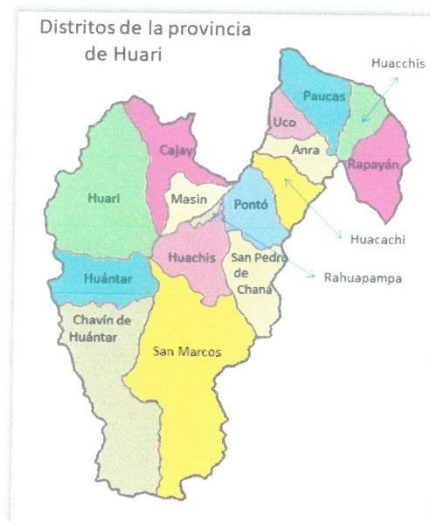 Distritos de la provincia
de Huari
Huacchis
Paucas
Uco
Anra
Cajay
Rapayán
Masin
Huari
Pontó
Huacachi
Huachis
San Pedro
de
Chaná
Rahuapampa
Huántar
Chavín de
Huántar
San Marcos